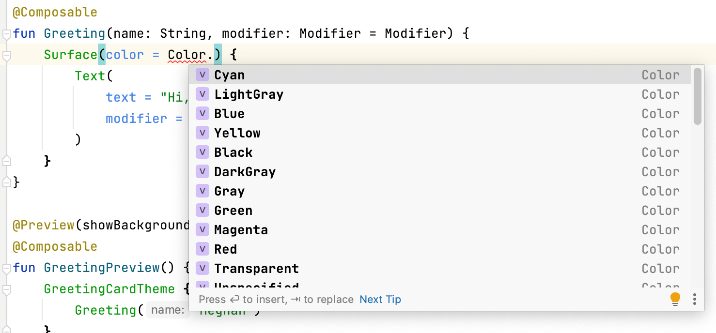 @Composable
fun Greeting(name: String, modifier: Modifier = Modifier) {
Surface(color = Color.) {
Text(
text = "Hi,
modifier =
)
}
}
@Preview(showBackground
@Composable
fun GreetingPreview() {
GreetingCardTheme {
Greeting( name: "Meghan")
}
Cyan Color
LightGray Color
Blue Color
Yellow Color
Black Color
DarkGray Color
Gray Color
Green Color
Magenta Color
Red Color
Transparent Color
Unspecified Color
Press ↩ to insert, ⇥ to replace Next Tip